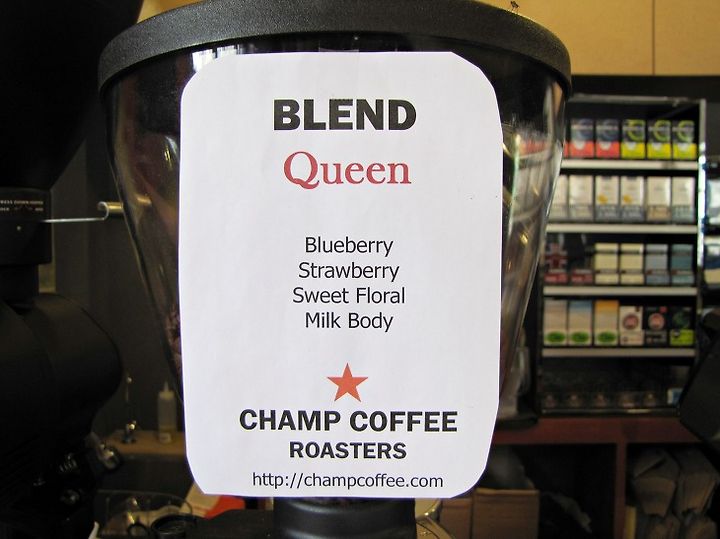 BLEND
Queen
Blueberry
Strawberry
Sweet Floral
Milk Body
CHAMP COFFEE
ROASTERS
http://champcoffee.com